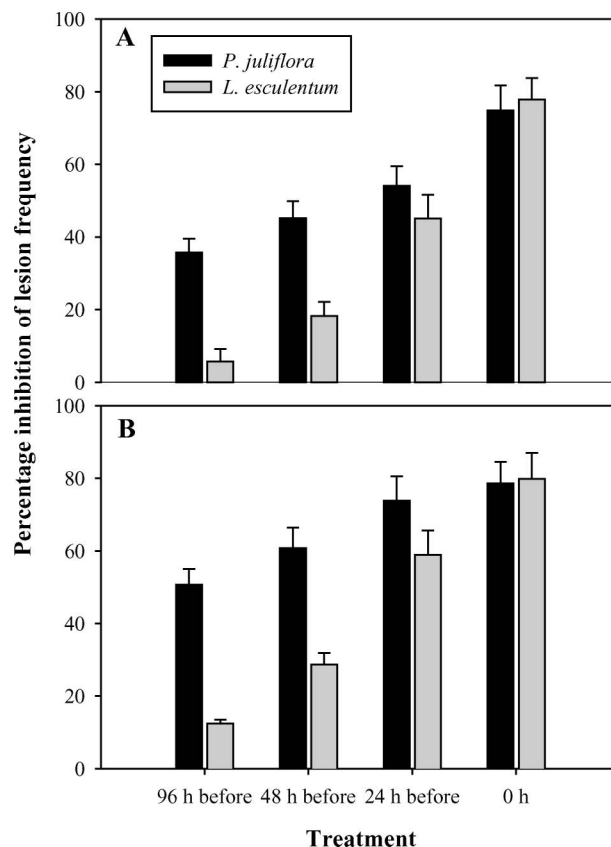 Percentage inhibition of lesion frequency
A
P. juliflora
L. esculentum
100
80
60
40
20
0
B
100
80
60
40
20
0
96 h before 48 h before 24 h before 0 h
Treatment